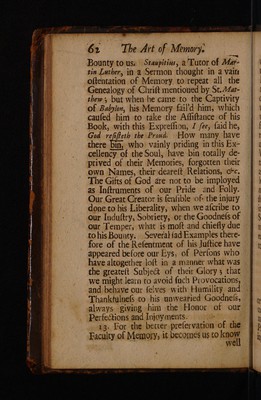 62 The Art of Memory.
Bounty to us. Staupitius, a Tutor of Mar-
tin Luther, in a Sermon thought in a vain
oſtentation of Memory to repeat all the
Genealogy of Chriſt mentioned by St. Mat-
thew; but when he came to the Captivity
of Babylon, his Memory fail'd him, which
cauſed him to take the Aſſiſtance of his
Book, with this Expreſſion, I ſee, ſaid he,
God reſiſteth the Proud. How many have
there bin, who vainly priding in this Ex-
cellency of the Soul, have bin totally de-
prived of their Memories, forgotten their
own Names, their deareſt Relations, &c.
The Gifts of God are not to be imployed
as Inſtruments of our Pride and Folly.
Our Great Creator is ſenſible of the injury
done to his Liberality, when we aſcribe to
our Induſtry, Sobriety, or the Goodneſs of
our Temper, what is moſt and chiefly due
to his Bounty. Several ſad Examples there-
fore of the Reſentment of his Juſtice have
appeared before our Eys, of Perſons who
have altogether loſt in a manner what was
the greateſt Subject of their Glory; that
we might learn to avoid ſuch Provocations,
and behave our ſelves with Humility and
Thankfulneſs to his unwearied Goodneſs,
always giving him the Honor of our
Perfections and Injoyments.
13. For the better preſervation of the
Faculty of Memory, it becomes us to know
well